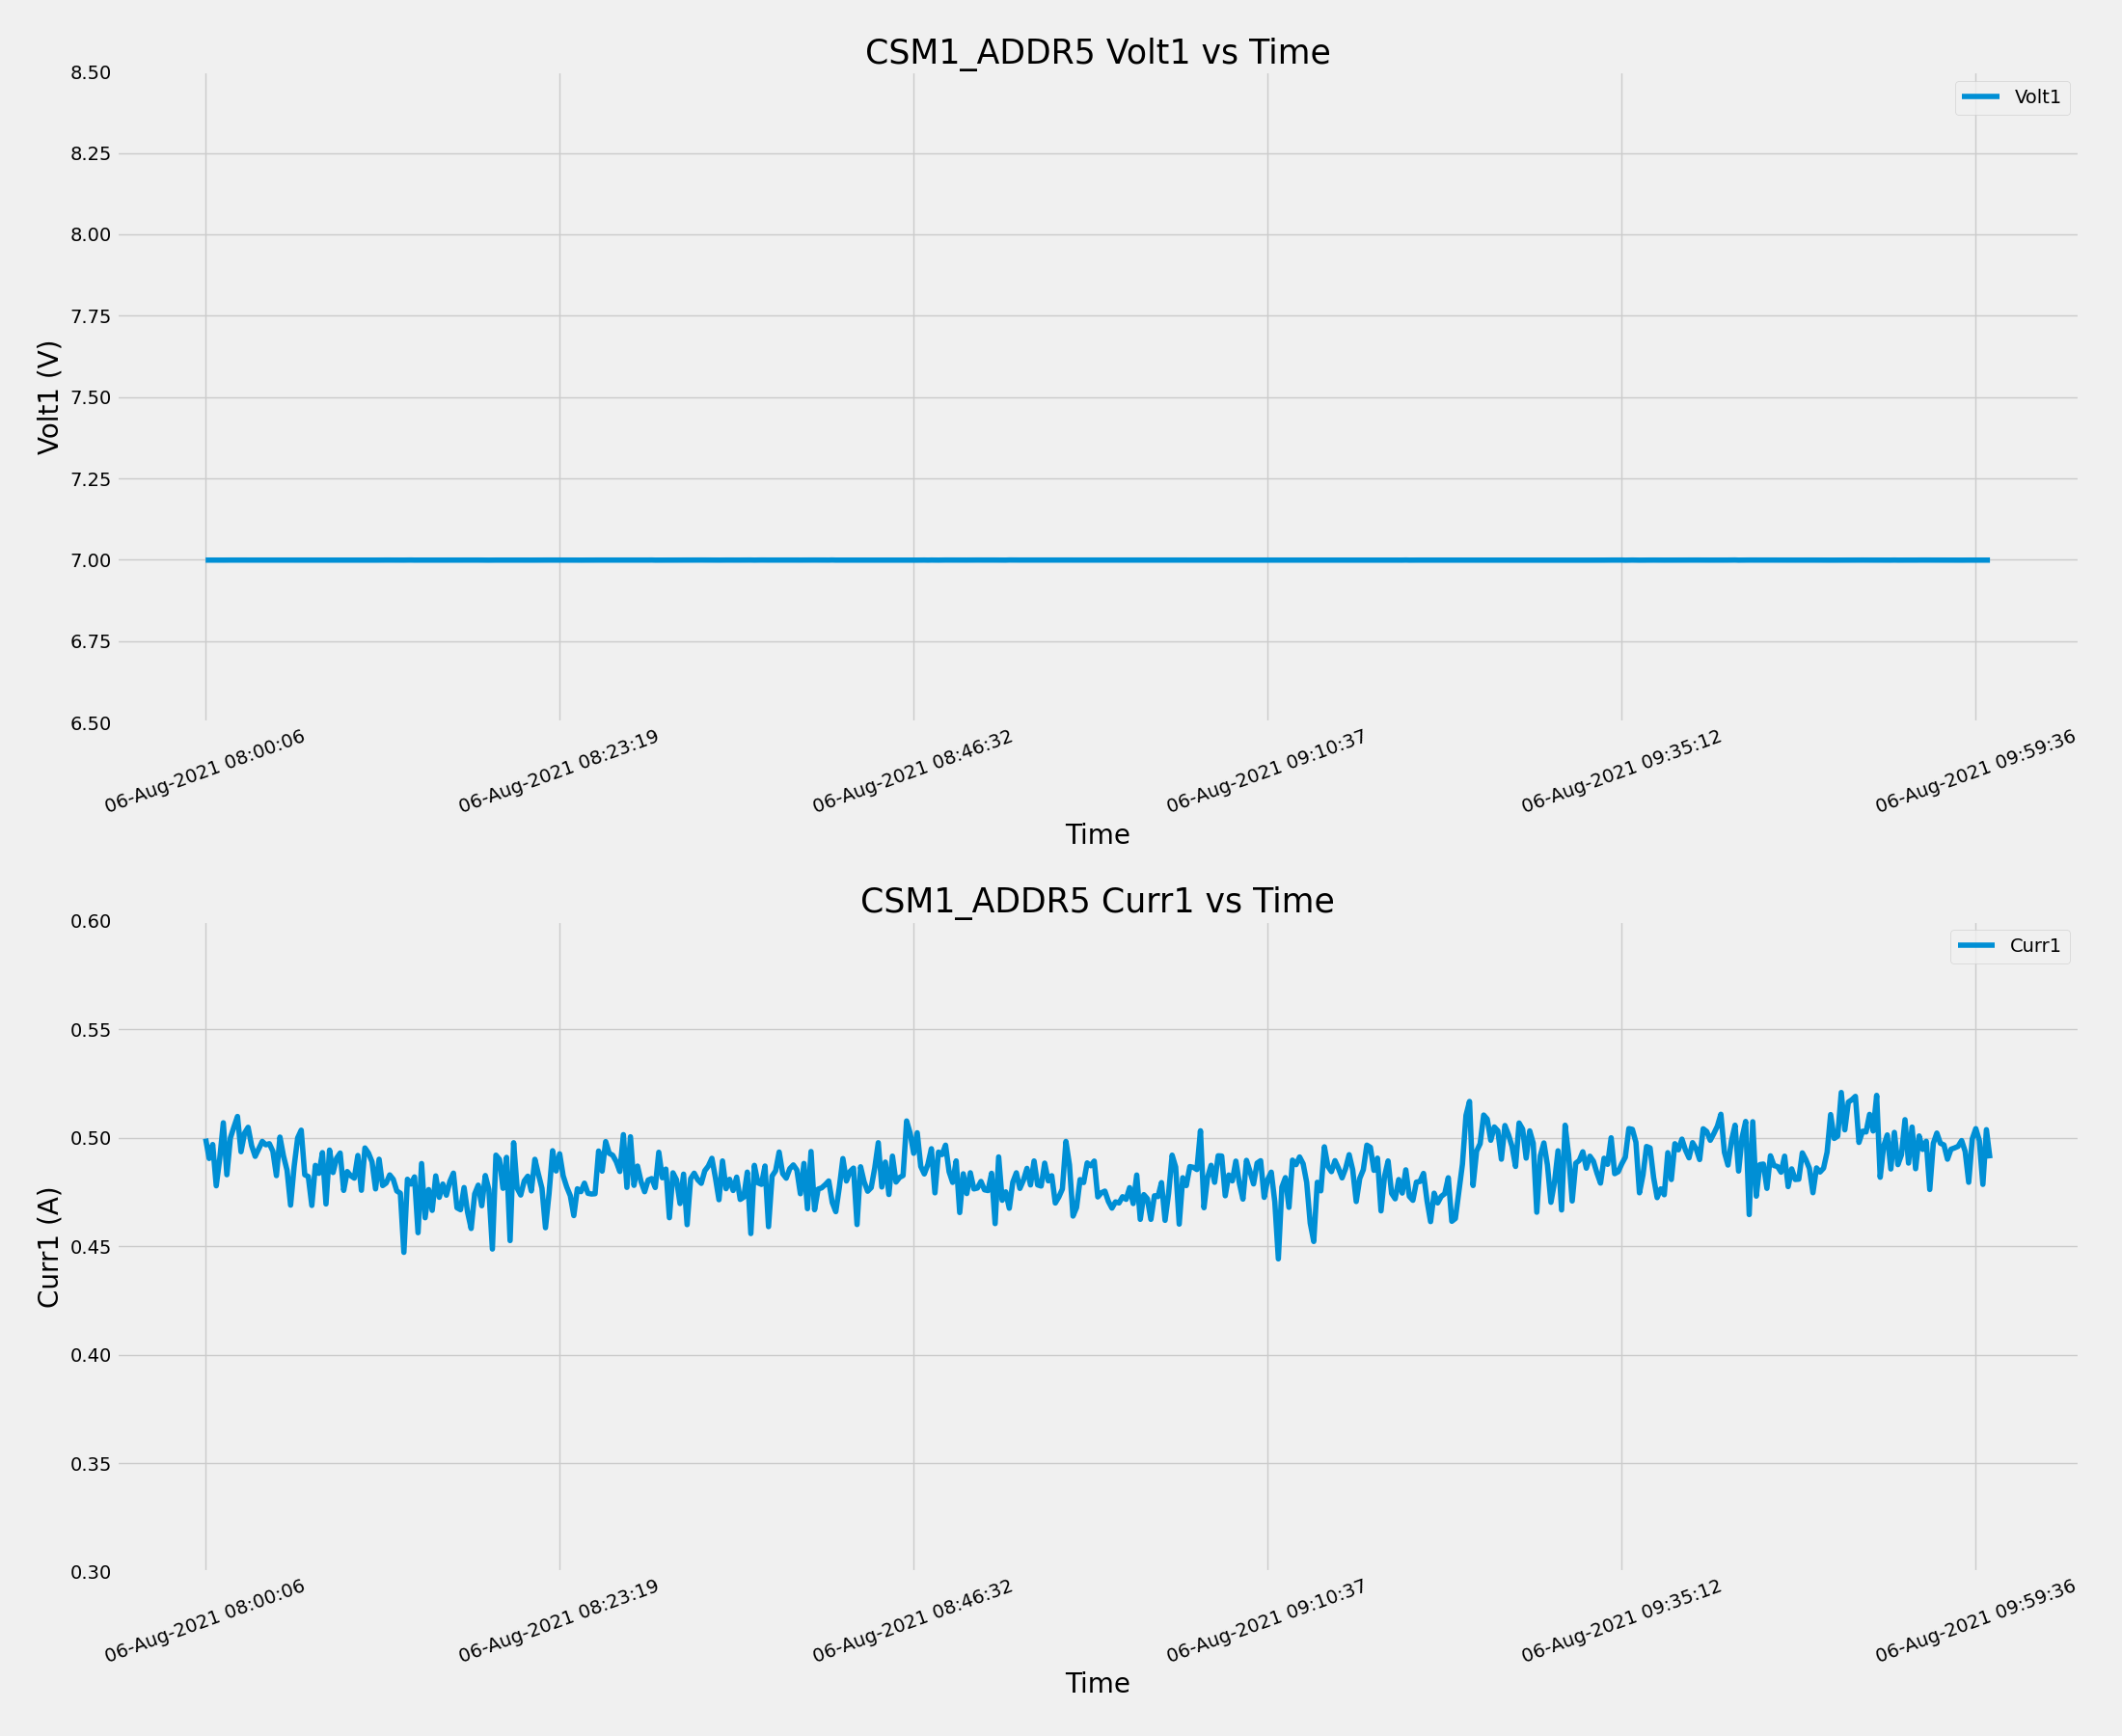 CSM1_ADDR5 Volt1 vs Time
8.50
8.25
8.00
7.75
7.50
7.25
7.00
6.75
6.50
Volt1 (V)
Volt1
06-Aug-2021 08:00:06
06-Aug-2021 08:23:19
06-Aug-2021 08:46:32
06-Aug-2021 09:10:37
06-Aug-2021 09:35:12
06-Aug-2021 09:59:36
Time
CSM1_ADDR5 Curr1 vs Time
0.60
0.55
0.50
0.45
0.40
0.35
0.30
Curr1 (A)
Curr1
06-Aug-2021 08:00:06
06-Aug-2021 08:23:19
06-Aug-2021 08:46:32
06-Aug-2021 09:10:37
06-Aug-2021 09:35:12
06-Aug-2021 09:59:36
Time